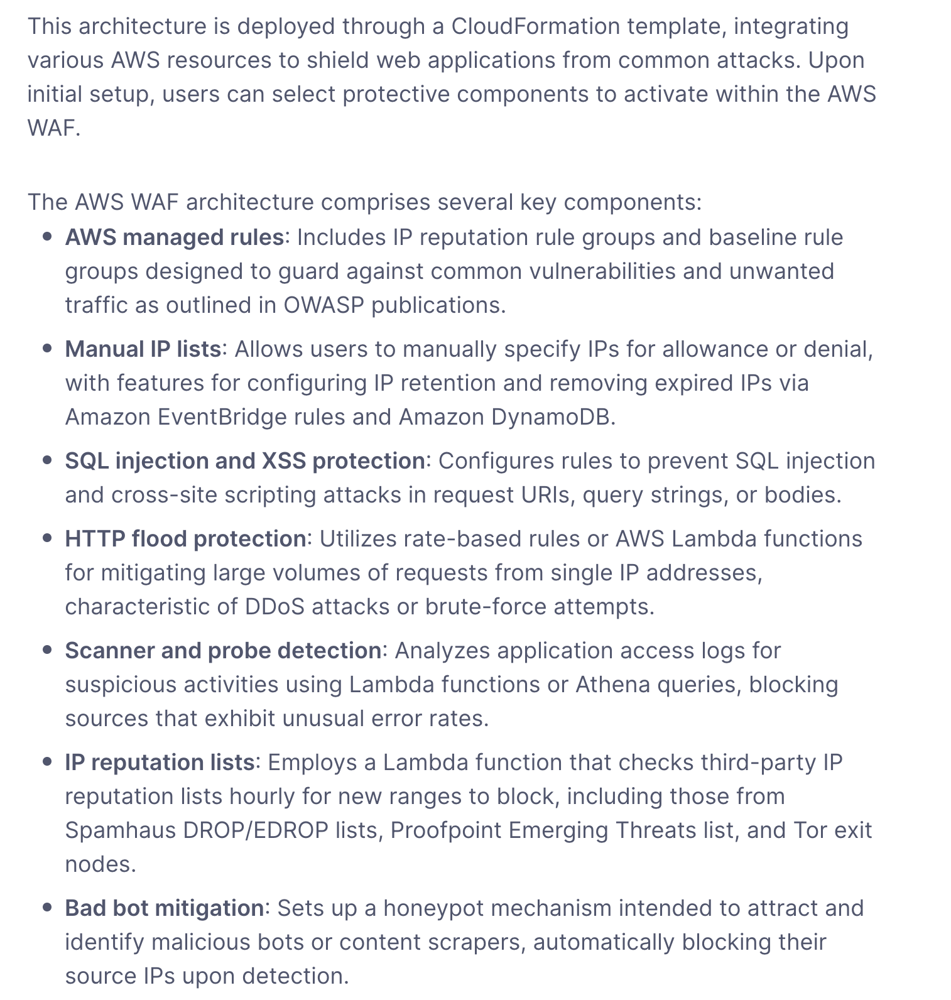 This architecture is deployed through a CloudFormation template, integrating
various AWS resources to shield web applications from common attacks. Upon
initial setup, users can select protective components to activate within the AWS
WAF.
The AWS WAF architecture comprises several key components:
• AWS managed rules: Includes IP reputation rule groups and baseline rule
groups designed to guard against common vulnerabilities and unwanted
traffic as outlined in OWASP publications.
• Manual IP lists: Allows users to manually specify IPs for allowance or denial,
with features for configuring IP retention and removing expired IPs via
Amazon EventBridge rules and Amazon DynamoDB.
• SQL injection and XSS protection: Configures rules to prevent SQL injection
and cross-site scripting attacks in request URIs, query strings, or bodies.
• HTTP flood protection: Utilizes rate-based rules or AWS Lambda functions
for mitigating large volumes of requests from single IP addresses,
characteristic of DDoS attacks or brute-force attempts.
• Scanner and probe detection: Analyzes application access logs for
suspicious activities using Lambda functions or Athena queries, blocking
sources that exhibit unusual error rates.
• IP reputation lists: Employs a Lambda function that checks third-party IP
reputation lists hourly for new ranges to block, including those from
Spamhaus DROP/EDROP lists, Proofpoint Emerging Threats list, and Tor exit
nodes.
• Bad bot mitigation: Sets up a honeypot mechanism intended to attract and
identify malicious bots or content scrapers, automatically blocking their
source IPs upon detection.